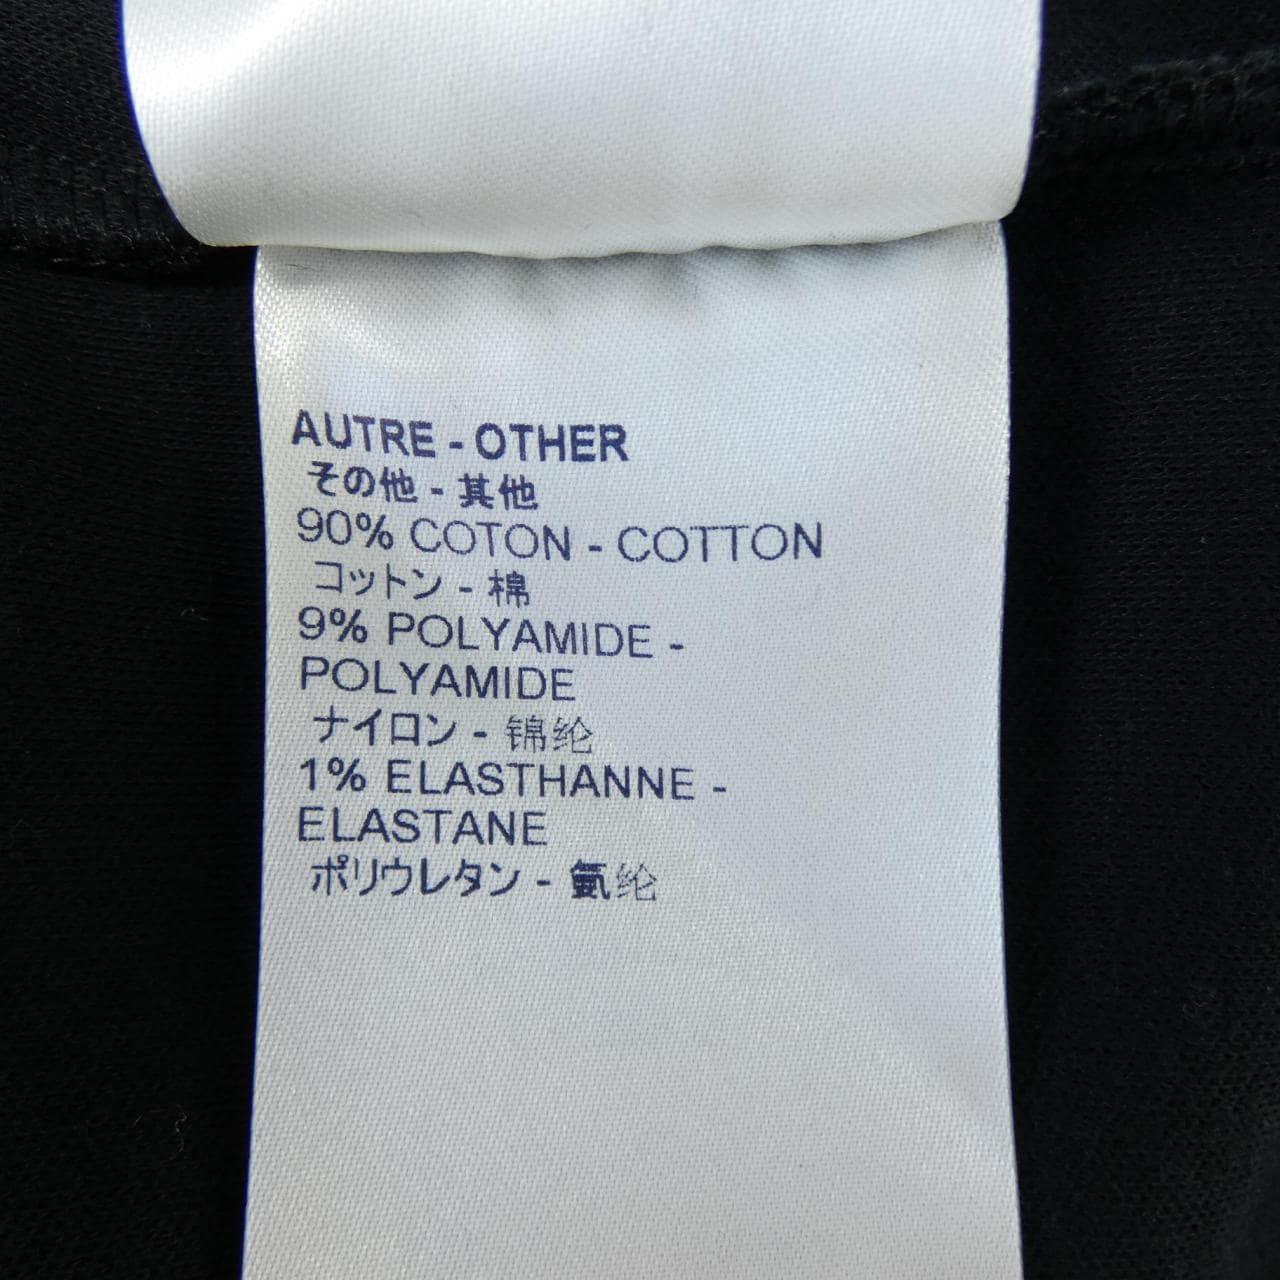 AUTRE - OTHER
その他 - 其他
90% COTON - COTTON
コットン - 棉
9% POLYAMIDE -
POLYAMIDE
ナイロン - 锦纶
1% ELASTHANNE -
ELASTANE
ポリウレタン - 氨纶